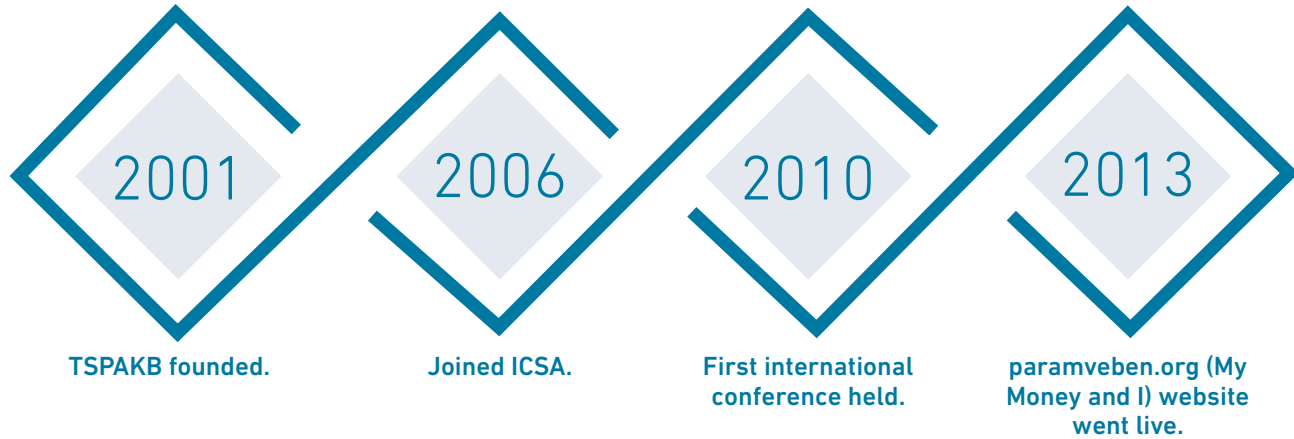 2001
2006
2010
2013
TSPAKB founded.
Joined ICSA.
First international
conference held.
paramveben.org (My
Money and I) website
went live.